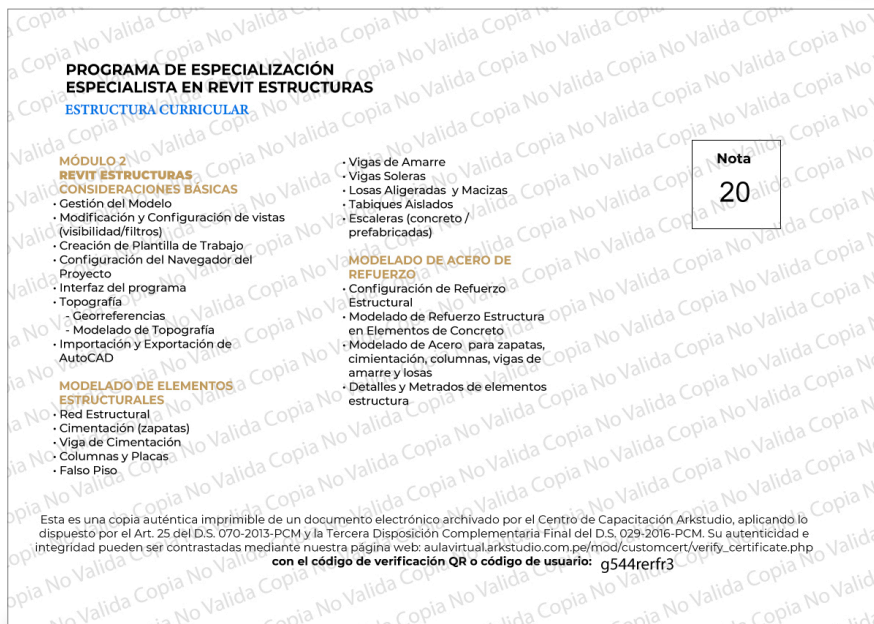 PROGRAMA DE ESPECIALIZACIÓN
ESPECIALISTA EN REVIT ESTRUCTURAS
ESTRUCTURA CURRICULAR
MÓDULO 2
REVIT ESTRUCTURAS
CONSIDERACIONES BÁSICAS
· Gestión del Modelo
· Modificación y Configuración de vistas
(visibilidad/filtros)
· Creación de Plantilla de Trabajo
· Configuración del Navegador del
Proyecto
· Interfaz del programa
· Topografía
- Georreferencias
- Modelado de Topografía
· Importación y Exportación de
AutoCAD
MODELADO DE ELEMENTOS
ESTRUCTURALES
· Red Estructural
· Cimentación (zapatas)
· Viga de Cimentación
· Columnas y Placas
· Falso Piso
· Vigas de Amarre
· Vigas Soleras
· Losas Aligeradas y Macizas
· Tabiques Aislados
· Escaleras (concreto /
prefabricadas)
MODELADO DE ACERO DE
REFUERZO
· Configuración de Refuerzo
Estructural
· Modelado de Refuerzo Estructura
en Elementos de Concreto
· Modelado de Acero para zapatas,
cimientación, columnas, vigas de
amarre y losas
· Detalles y Metrados de elementos
estructura
Nota
20
Esta es una copia auténtica imprimible de un documento electrónico archivado por el Centro de Capacitación Arkstudio, aplicando lo
dispuesto por el Art. 25 del D.S. 070-2013-PCM y la Tercera Disposición Complementaria Final del D.S. 029-2016-PCM. Su autenticidad e
integridad pueden ser contrastadas mediante nuestra página web: aulavirtual.arkstudio.com.pe/mod/customcert/verify_certificate.php
con el código de verificación QR o código de usuario: g544rerfr3
Copia No Valida